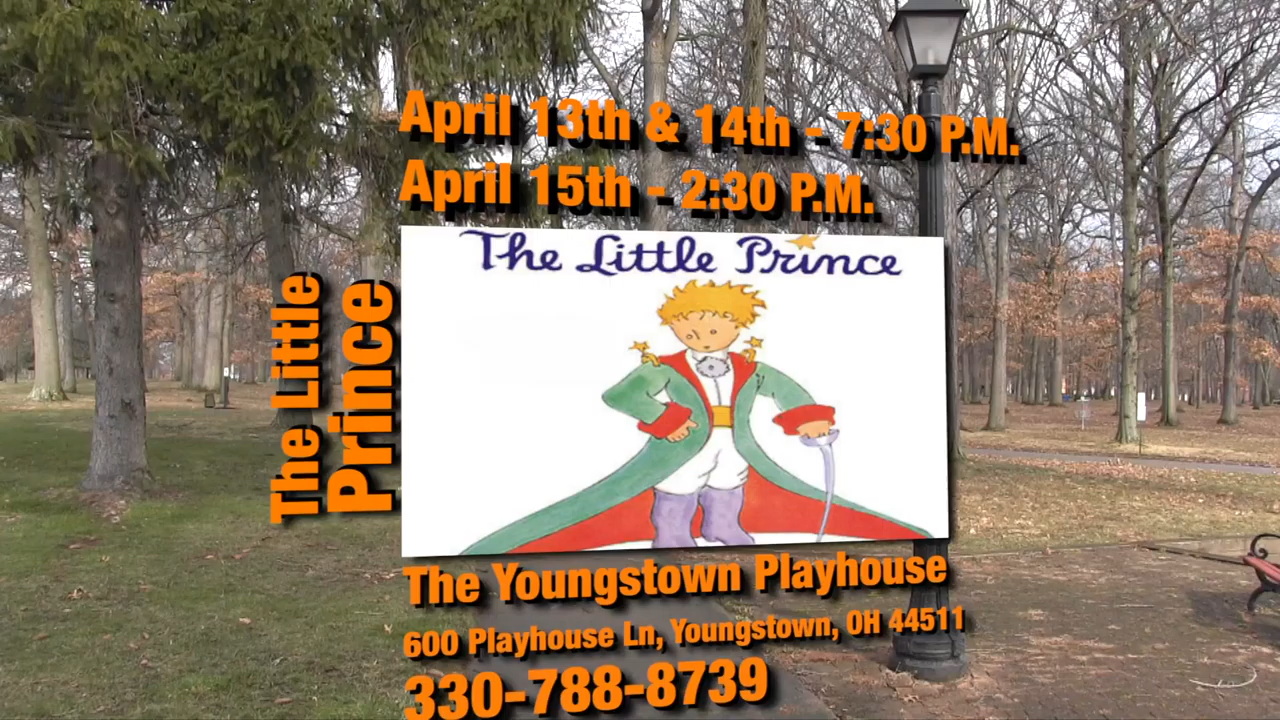 April 13th & 14th - 7:30 P.M.
April 15th - 2:30 P.M.
The Little Prince
The Little
Prince
The Youngstown Playhouse
600 Playhouse Ln, Youngstown, OH 44511
330-788-8739